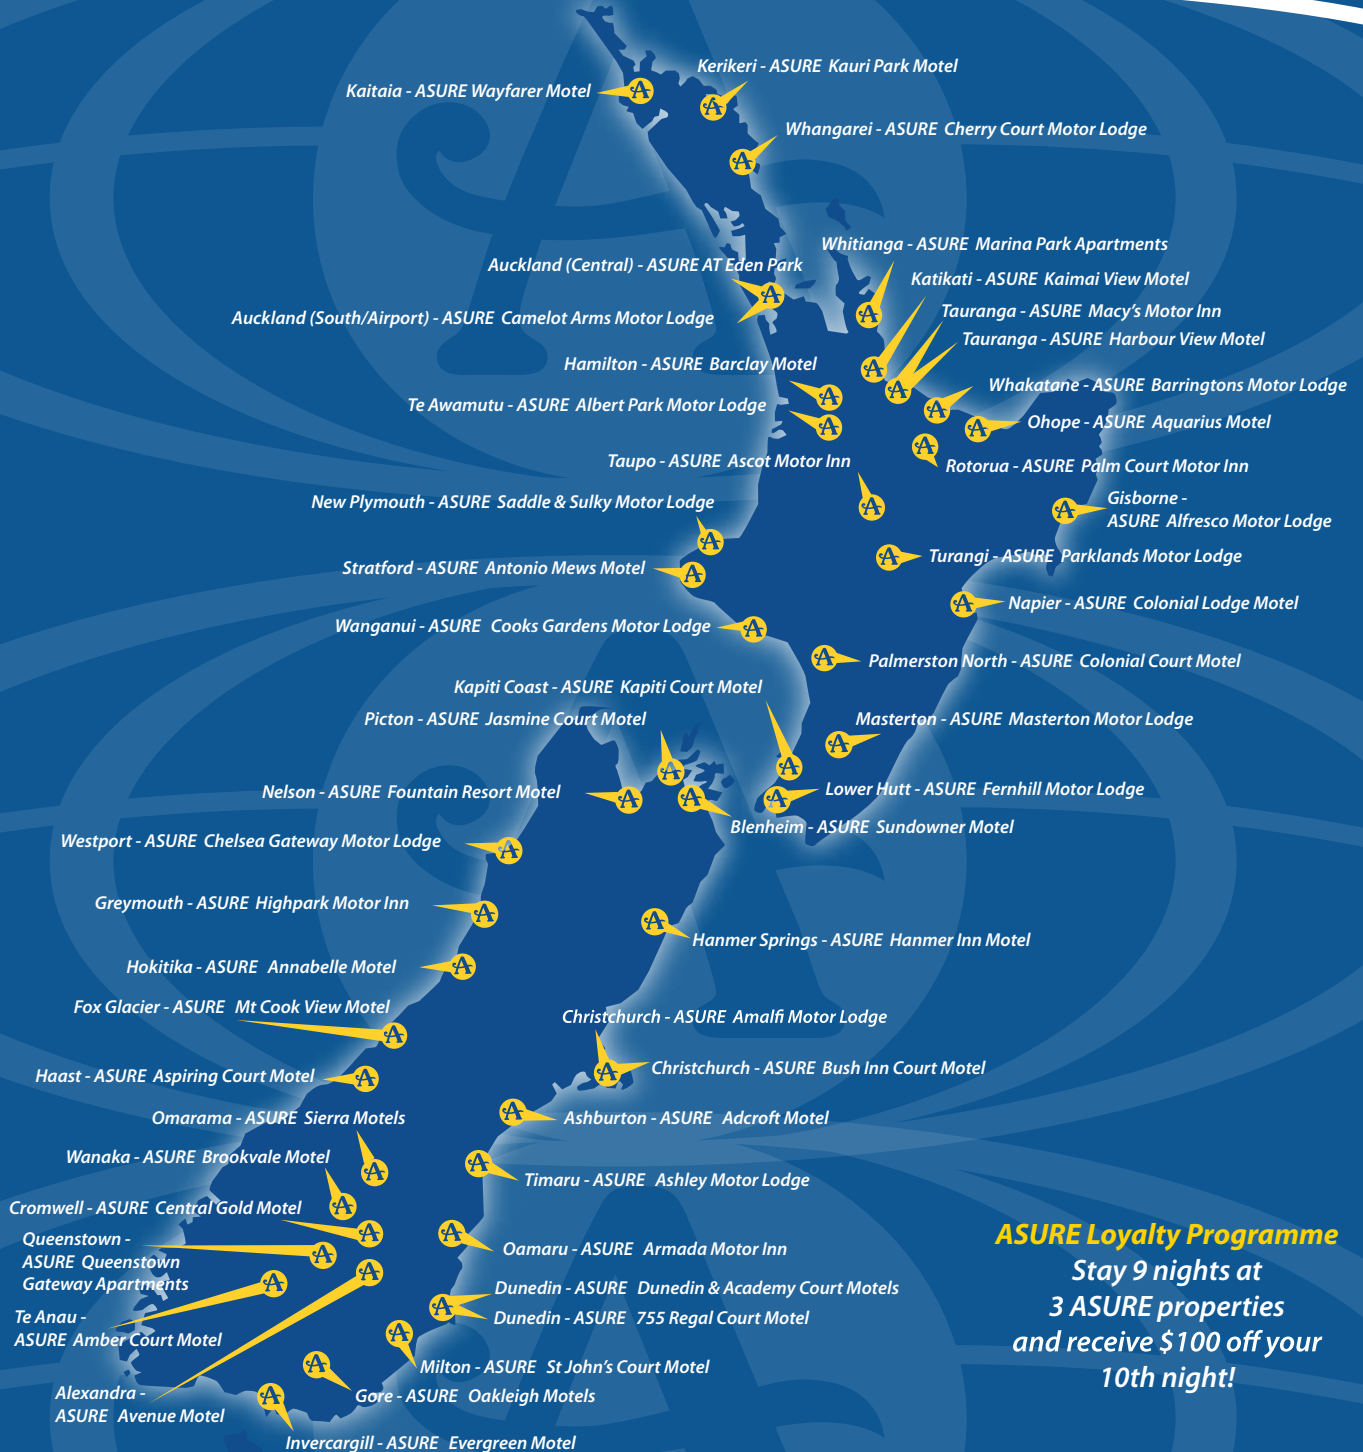 Kerikeri - ASURE Kauri Park Motel
Kaitaia - ASURE Wayfarer Motel
Whangarei - ASURE Cherry Court Motor Lodge
Whitianga - ASURE Marina Park Apartments
Auckland (Central) - ASURE AT Eden Park
Katikati - ASURE Kaimai View Motel
Auckland (South/Airport) - ASURE Camelot Arms Motor Lodge
Tauranga - ASURE Macy's Motor Inn
Tauranga - ASURE Harbour View Motel
Hamilton - ASURE Barclay Motel
Whakatane - ASURE Barringtons Motor Lodge
Te Awamutu - ASURE Albert Park Motor Lodge
Ohope - ASURE Aquarius Motel
Taupo - ASURE Ascot Motor Inn
Rotorua - ASURE Palm Court Motor Inn
New Plymouth - ASURE Saddle & Sulky Motor Lodge
Gisborne -
ASURE Alfresco Motor Lodge
Turangi - ASURE Parklands Motor Lodge
Stratford - ASURE Antonio Mews Motel
Napier - ASURE Colonial Lodge Motel
Wanganui - ASURE Cooks Gardens Motor Lodge
Palmerston North - ASURE Colonial Court Motel
Kapiti Coast - ASURE Kapiti Court Motel
Picton - ASURE Jasmine Court Motel
Masterton - ASURE Masterton Motor Lodge
Nelson - ASURE Fountain Resort Motel
Lower Hutt - ASURE Fernhill Motor Lodge
Blenheim - ASURE Sundowner Motel
Westport - ASURE Chelsea Gateway Motor Lodge
Greymouth - ASURE Highpark Motor Inn
Hanmer Springs - ASURE Hanmer Inn Motel
Hokitika - ASURE Annabelle Motel
Fox Glacier - ASURE Mt Cook View Motel
Christchurch - ASURE Amalfi Motor Lodge
Christchurch - ASURE Bush Inn Court Motel
Haast - ASURE Aspiring Court Motel
Omarama - ASURE Sierra Motels
Ashburton - ASURE Adcroft Motel
Wanaka - ASURE Brookvale Motel
Timaru - ASURE Ashley Motor Lodge
Cromwell - ASURE Central Gold Motel
Queenstown -
ASURE Queenstown
Gateway Apartments
Oamaru - ASURE Armada Motor Inn
Dunedin - ASURE Dunedin & Academy Court Motels
Dunedin - ASURE 755 Regal Court Motel
Te Anau -
ASURE Amber Court Motel
Milton - ASURE St John's Court Motel
Alexandra -
ASURE Avenue Motel
Gore - ASURE Oakleigh Motels
Invercargill - ASURE Evergreen Motel
ASURE Loyalty Programme
Stay 9 nights at
3 ASURE properties
and receive $100 off your
10th night!